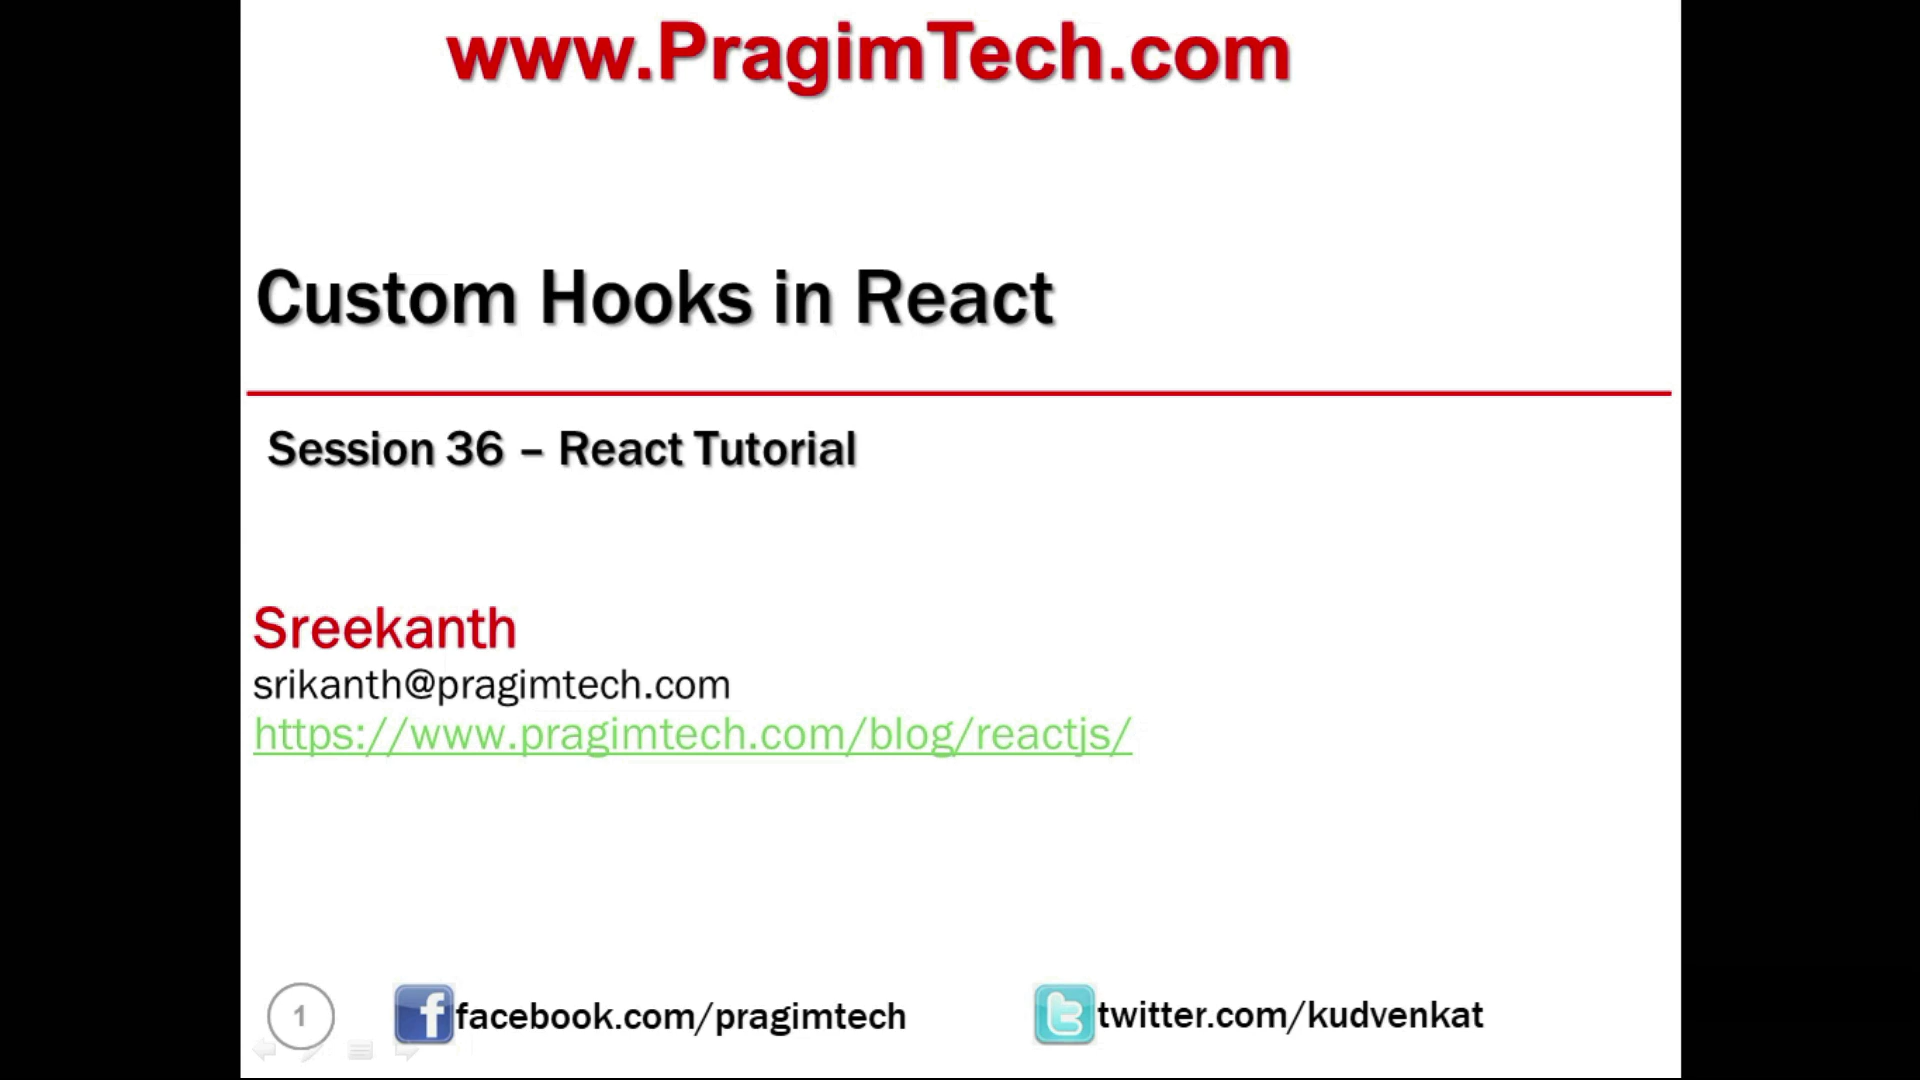 www.PragimTech.com
Custom Hooks in React
Session 36 – React Tutorial
Sreekanth
srikanth@pragimtech.com
https://www.pragimtech.com/blog/reactjs/
1
facebook.com/pragimtech
twitter.com/kudvenkat